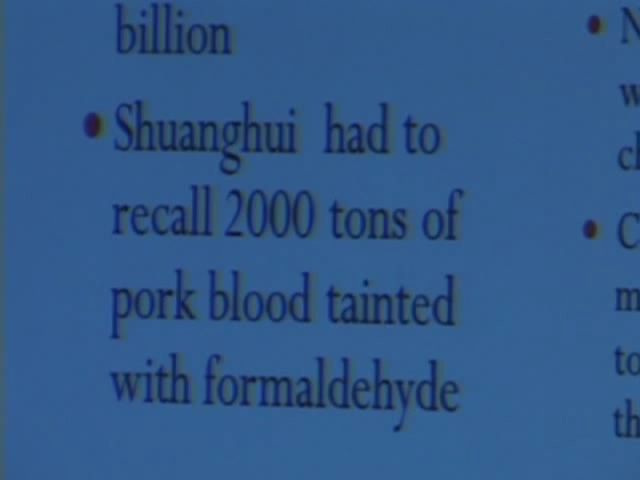 billion
• Shuanghui had to
recall 2000 tons of
pork blood tainted
with formaldehyde